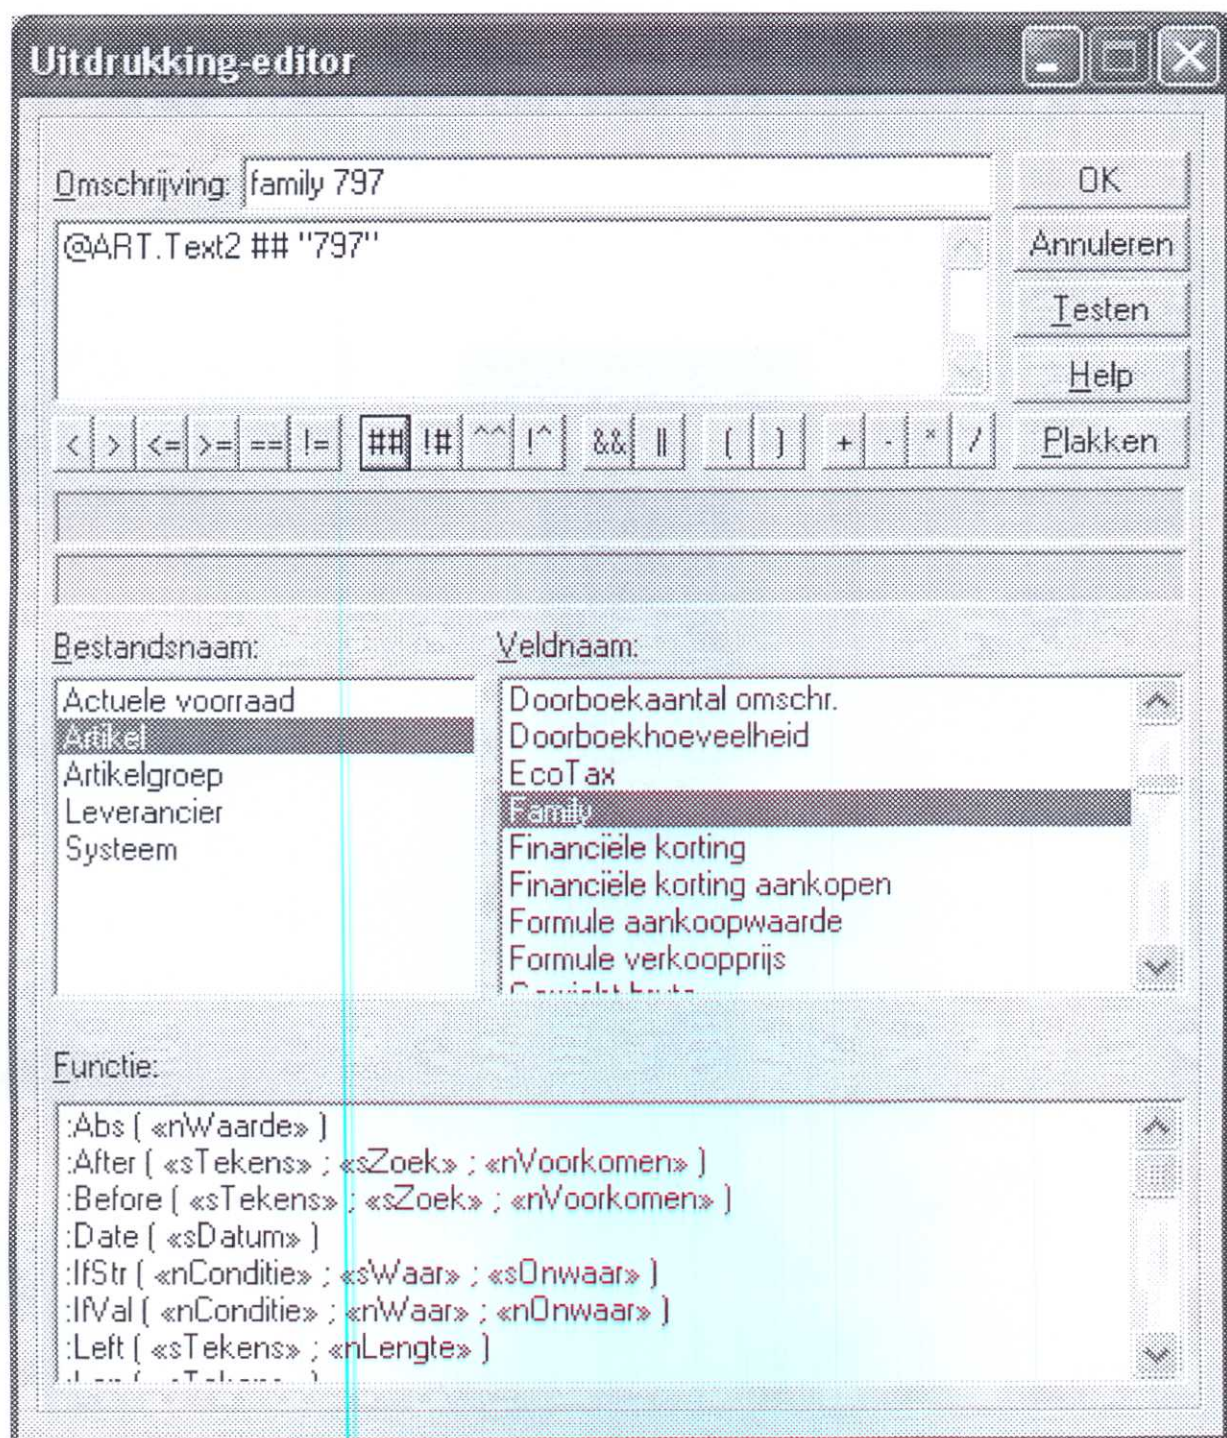 Uitdrukking-editor
Omschrijving: family 797
OK
@ART.Text2 ## "797"
Annuleren
Testen
Help
< > <= >= == != ## !# ^^ !^ && || ( ) + - * /
Plakken
Bestandsnaam:
Veldnaam:
Actuele voorraad
Artikel
Artikelgroep
Leverancier
Systeem
Doorboekaantal omschr.
Doorboekhoeveelheid
EcoTax
Family
Financiële korting
Financiële korting aankopen
Formule aankoopwaarde
Formule verkoopprijs
Functie:
:Abs ( «nWaarde» )
:After ( «sTekens» ; «sZoek» ; «nVoorkomen» )
:Before ( «sTekens» ; «sZoek» ; «nVoorkomen» )
:Date ( «sDatum» )
:IfStr ( «nConditie» ; «sWaar» ; «sOnwaar» )
:IfVal ( «nConditie» ; «nWaar» ; «nOnwaar» )
:Left ( «sTekens» ; «nLengte» )